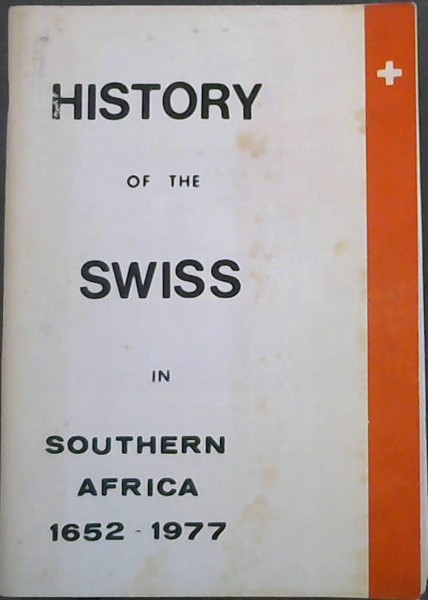 HISTORY
OF THE
SWISS
IN
SOUTHERN
AFRICA
1652 - 1977